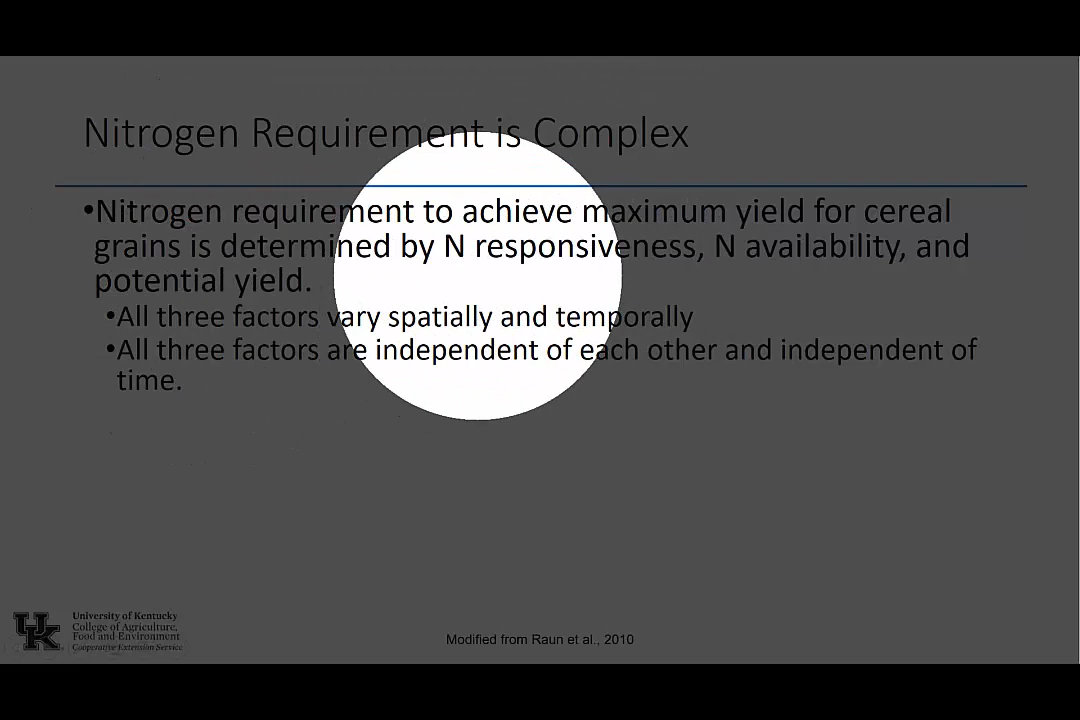 Nitrogen Requirement is Complex
•Nitrogen requirement to achieve maximum yield for cereal
grains is determined by N responsiveness, N availability, and
potential yield.
•All three factors vary spatially and temporally
•All three factors are independent of each other and independent of
time.
UK
University of Kentucky
College of Agriculture,
Food and Environment
Cooperative Extension Service
Modified from Raun et al., 2010